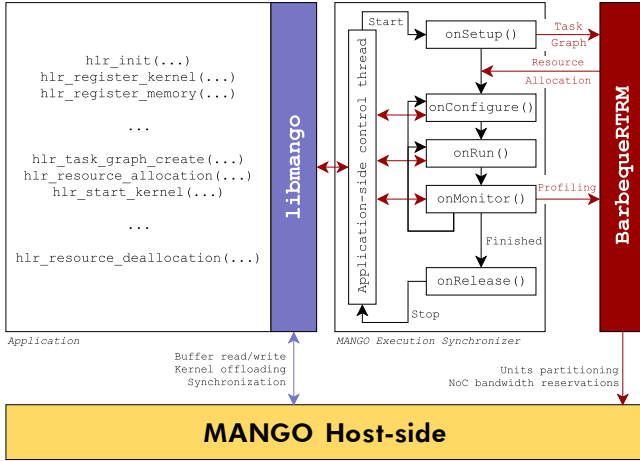 hlr_init(...)
hlr_register_kernel(...)
hlr_register_memory(...)
...
hlr_task_graph_create(...)
hlr_resource_allocation(...)
hlr_start_kernel(...)
...
hlr_resource_deallocation(...)
Application
libmango
Application-side control thread
Start
onSetup()
Task
Graph
Resource
Allocation
onConfigure()
onRun()
onMonitor()
Profiling
Finished
onRelease()
Stop
MANGO Execution Synchronizer
BarbequeRTRM
Buffer read/write
Kernel offloading
Synchronization
Units partitioning
NoC bandwidth reservations
MANGO Host-side